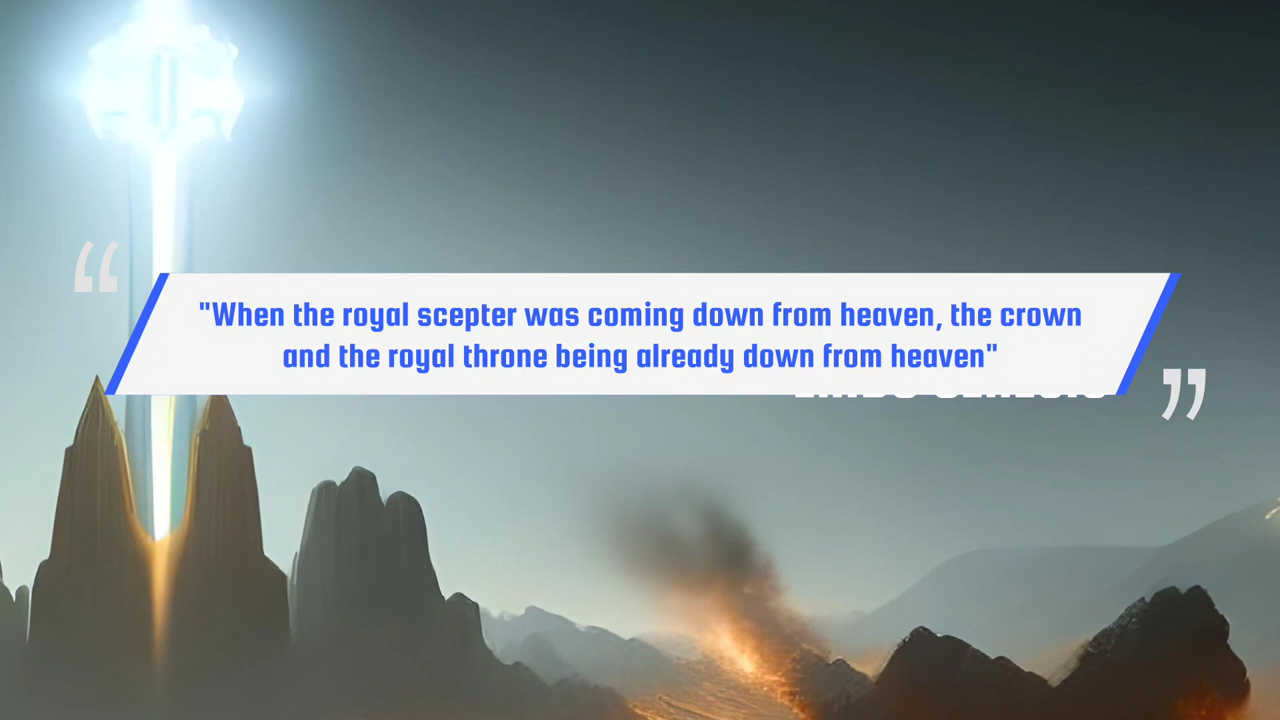 “
"When the royal scepter was coming down from heaven, the crown
and the royal throne being already down from heaven"
”